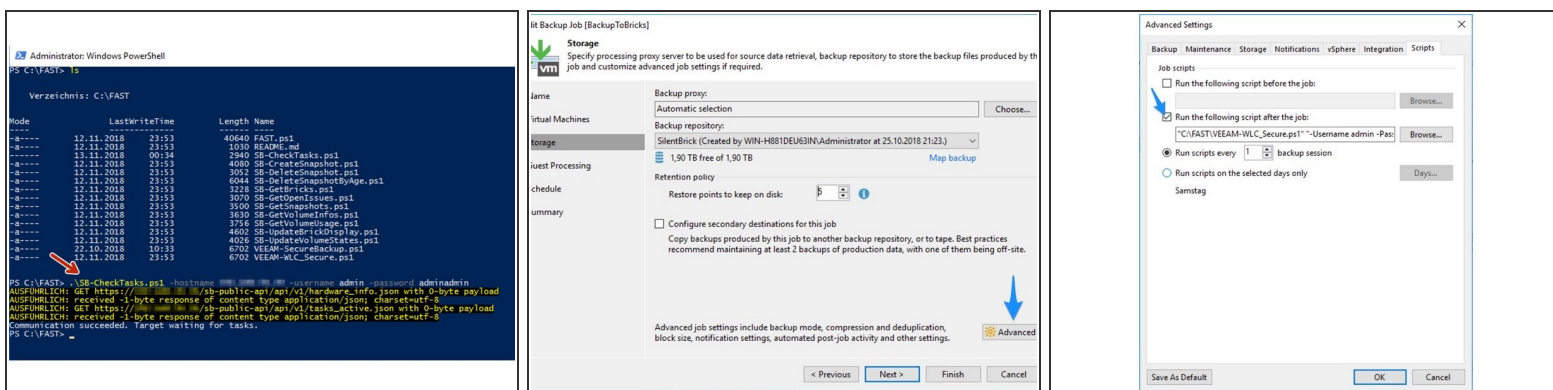 Administrator: Windows PowerShell
PS C:\FAST> ls
Verzeichnis: C:\FAST
Mode LastWriteTime Length Name
---- ------------- ------ ----
-a---- 12.11.2018 23:53 40640 FAST.ps1
-a---- 12.11.2018 23:53 1030 README.md
------ 13.11.2018 00:34 2940 SB-CheckTasks.ps1
-a---- 12.11.2018 23:53 4080 SB-CreateSnapshot.ps1
-a---- 12.11.2018 23:53 3052 SB-DeleteSnapshot.ps1
-a---- 12.11.2018 23:53 6044 SB-DeleteSnapshotByAge.ps1
-a---- 12.11.2018 23:53 3228 SB-GetBricks.ps1
-a---- 12.11.2018 23:53 3070 SB-GetOpenIssues.ps1
-a---- 12.11.2018 23:53 3500 SB-GetSnapshots.ps1
-a---- 12.11.2018 23:53 3630 SB-GetVolumeInfos.ps1
-a---- 12.11.2018 23:53 3756 SB-GetVolumeUsage.ps1
-a---- 12.11.2018 23:53 4602 SB-UpdateBrickDisplay.ps1
-a---- 12.11.2018 23:53 4026 SB-UpdateVolumeStates.ps1
-a---- 22.10.2018 10:33 6702 VEEAM-SecureBackup.ps1
-a---- 12.11.2018 23:53 6702 VEEAM-WLC_Secure.ps1
PS C:\FAST> .\SB-CheckTasks.ps1 -hostname -username admin -password adminadmin
AUSFÜHRLICH: GET https:// /sb-public-api/api/v1/hardware_info.json with 0-byte payload
AUSFÜHRLICH: received -1-byte response of content type application/json; charset=utf-8
AUSFÜHRLICH: GET https:// /sb-public-api/api/v1/tasks_active.json with 0-byte payload
AUSFÜHRLICH: received -1-byte response of content type application/json; charset=utf-8
Communication succeeded. Target waiting for tasks.
PS C:\FAST> _
lit Backup Job [BackupToBricks]
Storage
Specify processing proxy server to be used for source data retrieval, backup repository to store the backup files produced by th
job and customize advanced job settings if required.
vm
lame
Virtual Machines
torage
uest Processing
chedule
ummary
Backup proxy:
Automatic selection
Choose...
Backup repository:
SilentBrick (Created by WIN-H881DEU63IN\Administrator at 25.10.2018 21:23.)
1,90 TB free of 1,90 TB
Map backup
Retention policy
Restore points to keep on disk:
Configure secondary destinations for this job
Copy backups produced by this job to another backup repository, or to tape. Best practices
recommend maintaining at least 2 backups of production data, with one of them being off-site.
Advanced job settings include backup mode, compression and deduplication,
block size, notification settings, automated post-job activity and other settings.
Advanced
< Previous
Next >
Finish
Cancel
Advanced Settings
Backup Maintenance Storage Notifications vSphere Integration Scripts
Job scripts
Run the following script before the job:
Browse...
Run the following script after the job:
"C:\FAST\VEEAM-WLC_Secure.ps1" "-Username admin -Pas:
Browse...
Run scripts every 1 backup session
Run scripts on the selected days only
Days...
Samstag
Save As Default
OK
Cancel